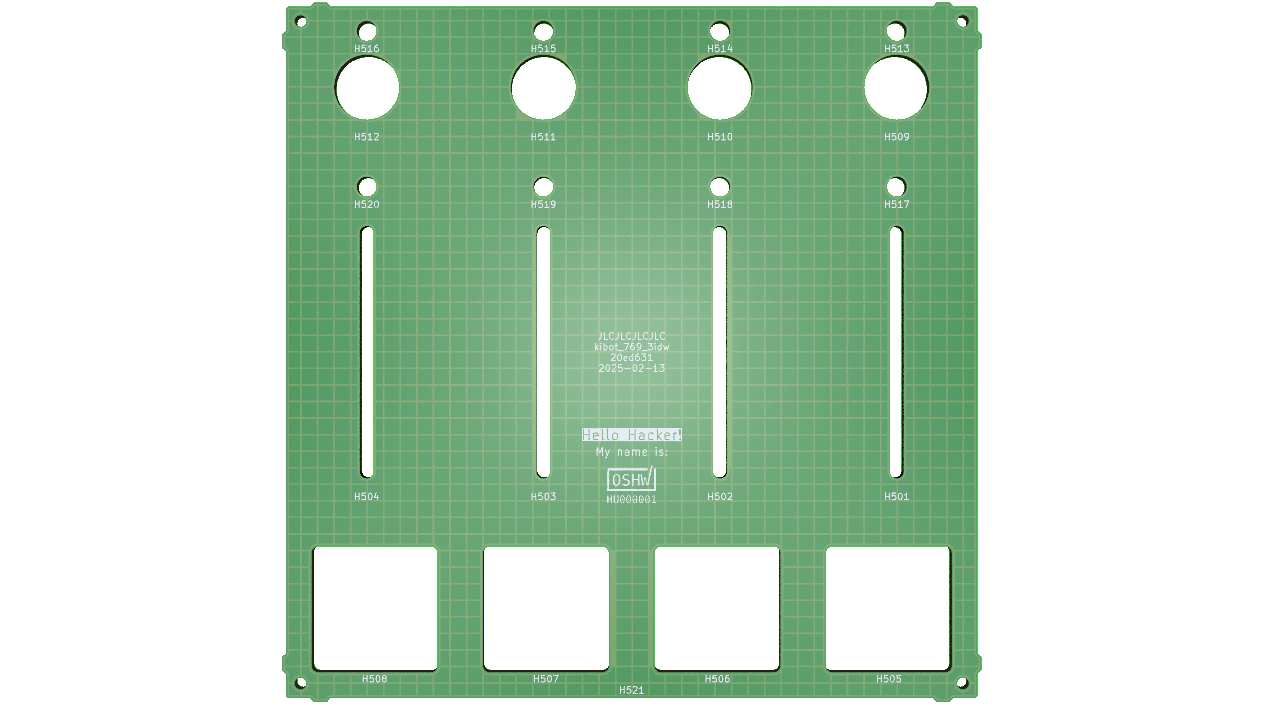 H516 H515 H514 H513
H512 H511 H510 H509
H520 H519 H518 H517
JLCJLCJLCJLC
kibot_769_3idw
20ed631
2025-02-13
Hello Hacker!
My name is:
OSHW
H504 H503 HU000001 H502 H501
H508 H507 H506 H505
H521